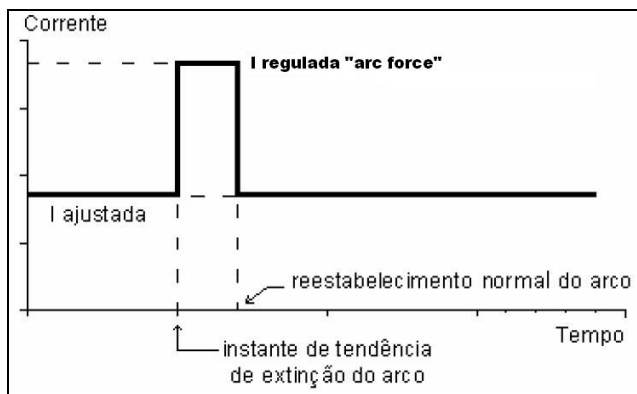 Corrente
I regulada "arc force"
I ajustada
reestabelecimento normal do arco
Tempo
instante de tendência
de extinção do arco